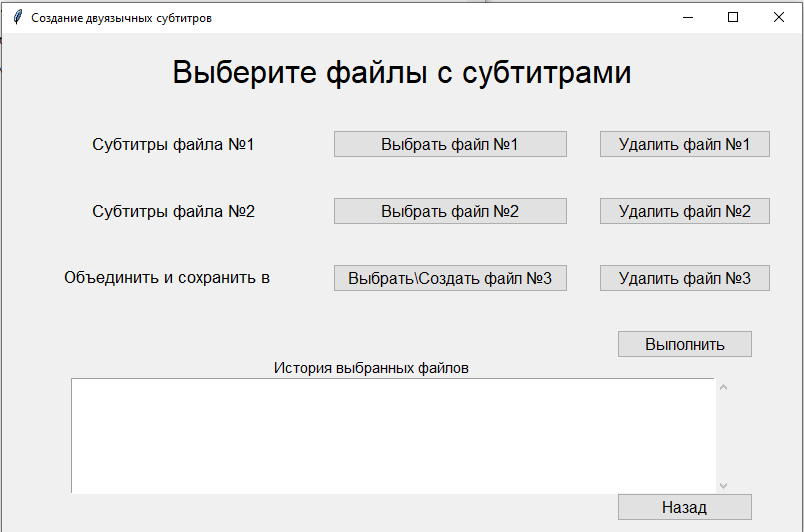 Создание двуязычных субтитров
Выберите файлы с субтитрами
Субтитры файла №1
Выбрать файл №1
Удалить файл №1
Субтитры файла №2
Выбрать файл №2
Удалить файл №2
Объединить и сохранить в
Выбрать\Создать файл №3
Удалить файл №3
Выполнить
История выбранных файлов
Назад